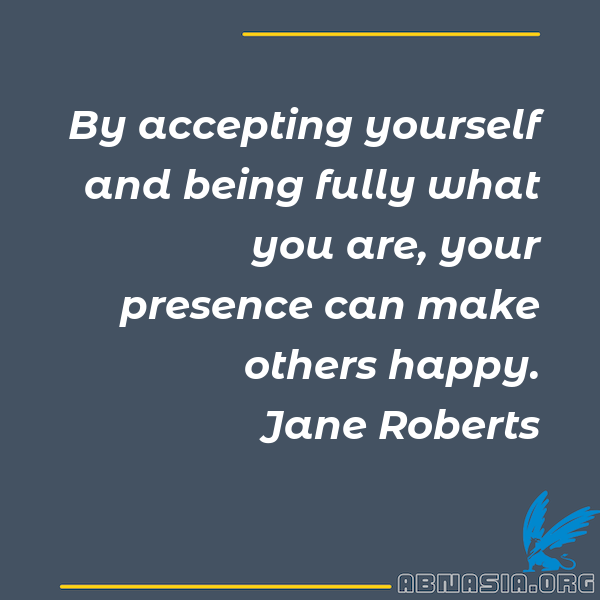 By accepting yourself
and being fully what
you are, your
presence can make
others happy.
Jane Roberts
ABNASIA.ORG